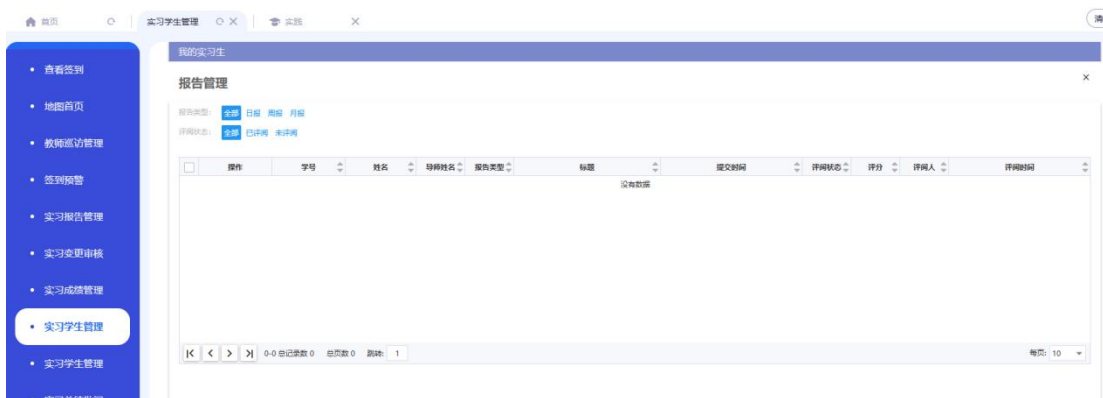 首页
实习学生管理
实践
清
我的实习生
查看签到
报告管理
地图首页
报告类型: 全部 日报 周报 月报
评阅状态: 全部 已评阅 未评阅
教师巡访管理
操作 学号 姓名 导师姓名 报告类型 标题 提交时间 评阅状态 评分 评阅人 评阅时间
签到预警
没有数据
实习报告管理
实习变更审核
实习成绩管理
实习学生管理
0-0 总记录数 0 总页数 0 跳转: 1
每页: 10
实习学生管理